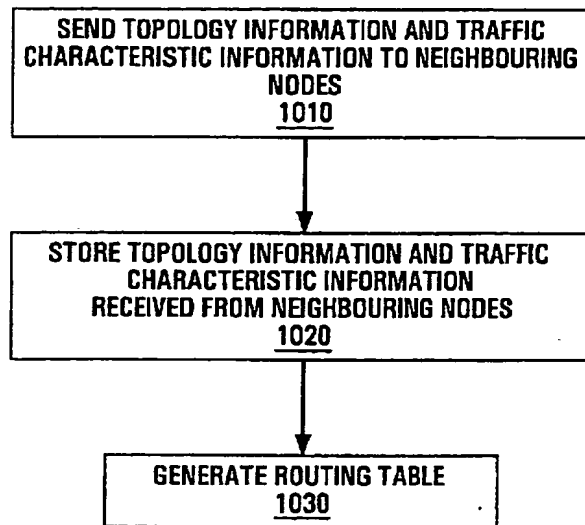 SEND TOPOLOGY INFORMATION AND TRAFFIC
CHARACTERISTIC INFORMATION TO NEIGHBOURING
NODES
1010
STORE TOPOLOGY INFORMATION AND TRAFFIC
CHARACTERISTIC INFORMATION
RECEIVED FROM NEIGHBOURING NODES
1020
GENERATE ROUTING TABLE
1030